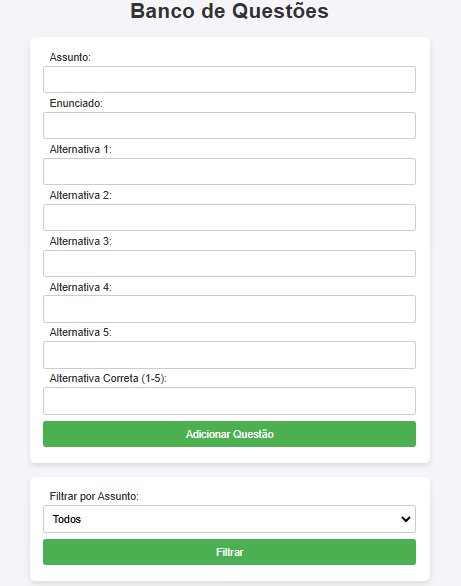 Banco de Questões
Assunto:
Enunciado:
Alternativa 1:
Alternativa 2:
Alternativa 3:
Alternativa 4:
Alternativa 5:
Alternativa Correta (1-5):
Adicionar Questão
Filtrar por Assunto:
Todos
Filtrar